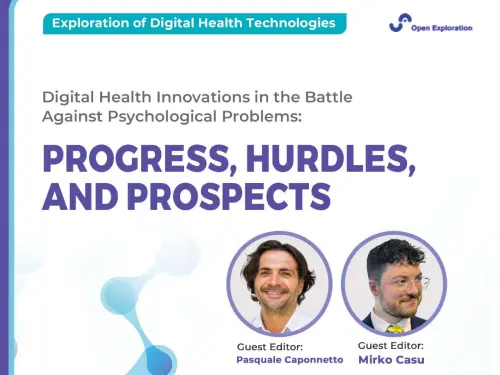 Exploration of Digital Health Technologies
Open Exploration
Digital Health Innovations in the Battle
Against Psychological Problems:
PROGRESS, HURDLES,
AND PROSPECTS
Guest Editor:
Pasquale Caponnetto
Guest Editor:
Mirko Casu